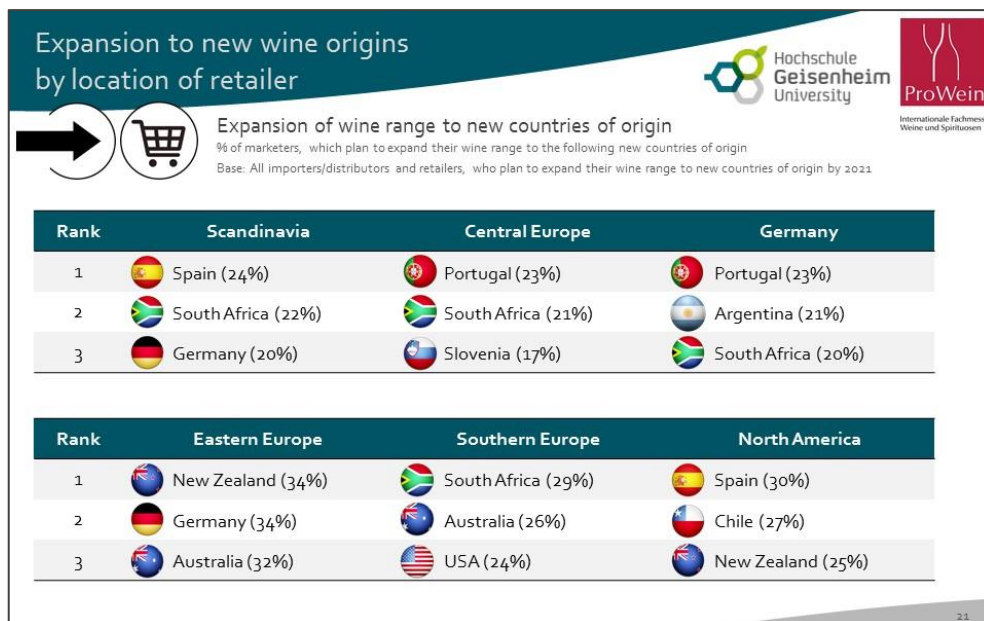 Expansion to new wine origins
by location of retailer
Hochschule
Geisenheim
University
ProWein
Internationale Fachmesse
Weine und Spirituosen
Expansion of wine range to new countries of origin
% of marketers, which plan to expand their wine range to the following new countries of origin
Base: All importers/distributors and retailers, who plan to expand their wine range to new countries of origin by 2021
Rank Scandinavia Central Europe Germany
1 Spain (24%) Portugal (23%) Portugal (23%)
2 South Africa (22%) South Africa (21%) Argentina (21%)
3 Germany (20%) Slovenia (17%) South Africa (20%)
Rank Eastern Europe Southern Europe North America
1 New Zealand (34%) South Africa (29%) Spain (30%)
2 Germany (34%) Australia (26%) Chile (27%)
3 Australia (32%) USA (24%) New Zealand (25%)
21